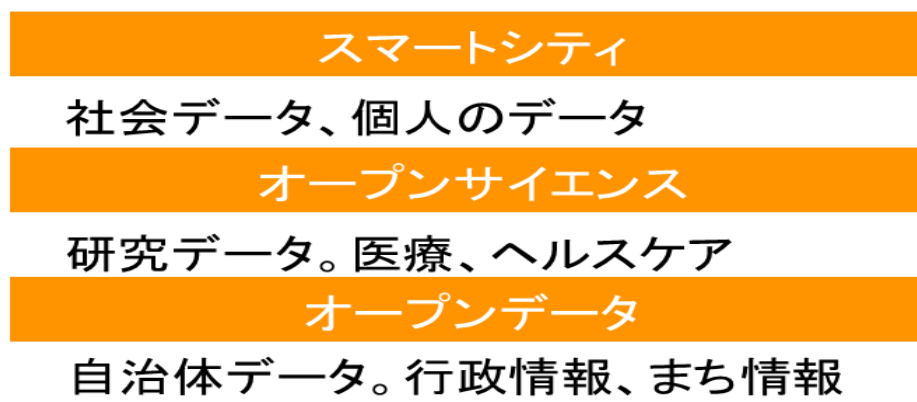 スマートシティ
社会データ、個人のデータ
オープンサイエンス
研究データ。医療、ヘルスケア
オープンデータ
自治体データ。行政情報、まち情報